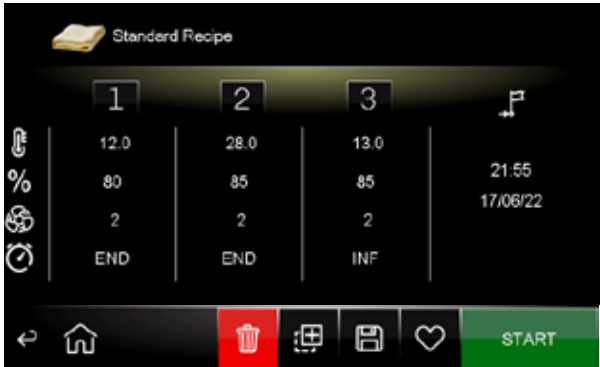 Standard Recipe
1 2 3
12.0 28.0 13.0
% 80 85 85 21:55
17/06/22
2 2 2
END END INF
START